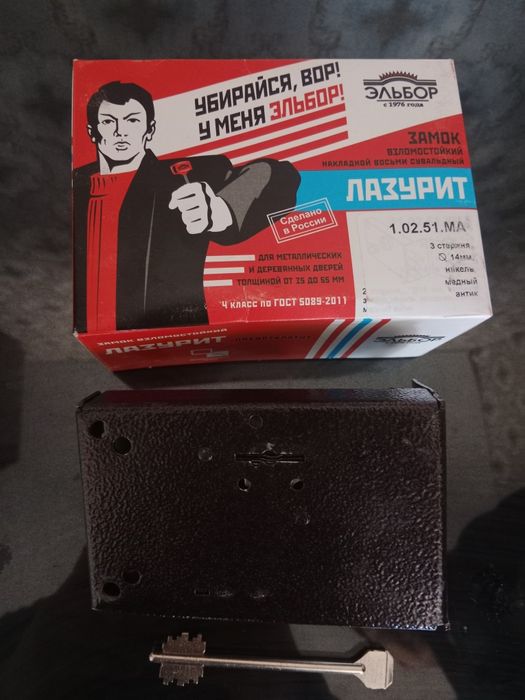 УБИРАЙСЯ, ВОР!
У МЕНЯ ЭЛЬБОР!
ЭЛЬБОР
с 1976 года
ЗАМОК
ВЗЛОМОСТОЙКИЙ
НАКЛАДНОЙ ВОСЬМИ СУВАЛЬДНЫЙ
ЛАЗУРИТ
Сделано
в России
1.02.51.МА
3 стержня
∅ 14мм,
никель
медный
антик
ДЛЯ МЕТАЛЛИЧЕСКИХ
И ДЕРЕВЯННЫХ ДВЕРЕЙ
ТОЛЩИНОЙ ОТ 35 ДО 55 ММ
4 КЛАСС ПО ГОСТ 5089-2011
ЗАМОК ВЗЛОМОСТОЙКИЙ
ЛАЗУРИТ
ЭЛЬБОР